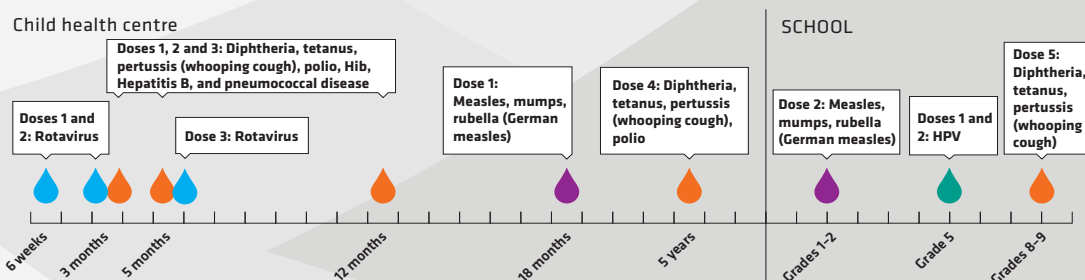 Child health centre
SCHOOL
Doses 1, 2 and 3: Diphtheria, tetanus,
pertussis (whooping cough), polio, Hib,
Hepatitis B, and pneumococcal disease
Doses 1 and
2: Rotavirus
Dose 3: Rotavirus
Dose 1:
Measles, mumps,
rubella (German
measles)
Dose 4: Diphtheria,
tetanus, pertussis
(whooping cough),
polio
Dose 2: Measles,
mumps, rubella
(German measles)
Doses 1 and
2: HPV
Dose 5:
Diphtheria,
tetanus,
pertussis
(whooping
cough)
6 weeks
3 months
5 months
12 months
18 months
5 years
Grades 1–2
Grade 5
Grades 8–9